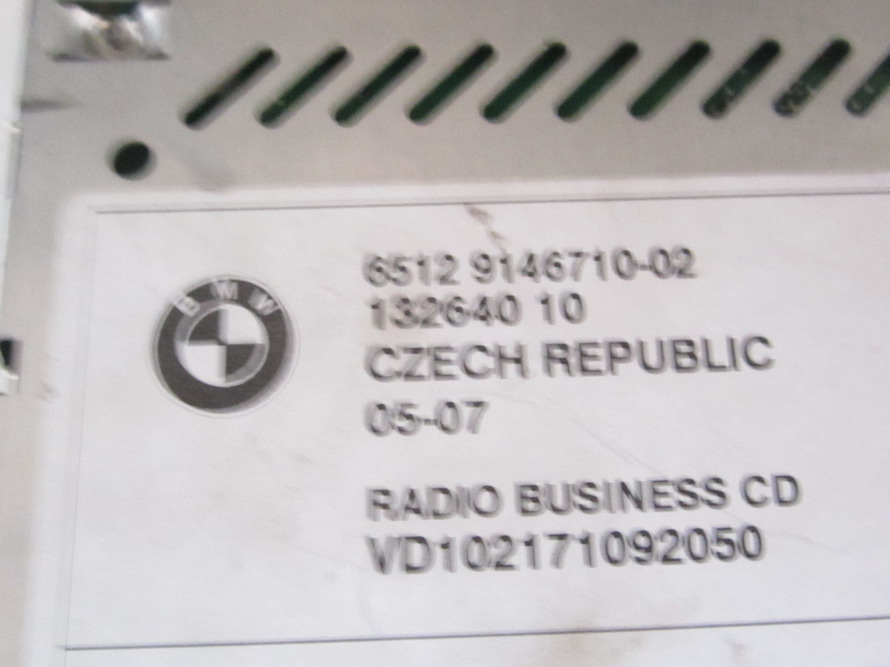 BMW
6512 9146710-02
132640 10
CZECH REPUBLIC
05-07
RADIO BUSINESS CD
VD102171092050